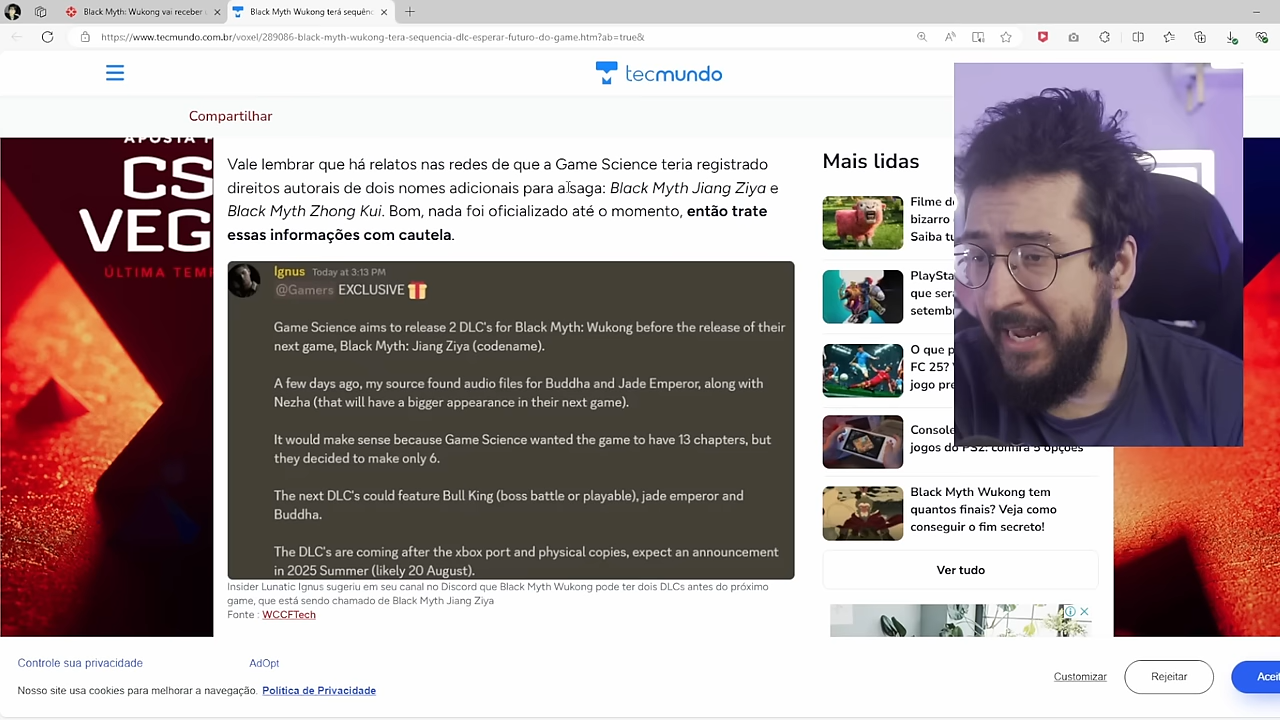 Black Myth: Wukong vai receber
Black Myth Wukong terá sequênc
https://www.tecmundo.com.br/voxel/289086-black-myth-wukong-tera-sequencia-dlc-esperar-futuro-do-game.htm?ab=true&
tecmundo
Compartilhar
CS
VEG
Vale lembrar que há relatos nas redes de que a Game Science teria registrado
direitos autorais de dois nomes adicionais para a saga: Black Myth Jiang Ziya e
Black Myth Zhong Kui. Bom, nada foi oficializado até o momento, então trate
essas informações com cautela.
Ignus Today at 3:13 PM
@Gamers EXCLUSIVE
Game Science aims to release 2 DLC's for Black Myth: Wukong before the release of their
next game, Black Myth: Jiang Ziya (codename).
A few days ago, my source found audio files for Buddha and Jade Emperor, along with
Nezha (that will have a bigger appearance in their next game).
It would make sense because Game Science wanted the game to have 13 chapters, but
they decided to make only 6.
The next DLC's could feature Bull King (boss battle or playable), jade emperor and
Buddha.
The DLC's are coming after the xbox port and physical copies, expect an announcement
in 2025 Summer (likely 20 August).
Insider Lunatic Ignus sugeriu em seu canal no Discord que Black Myth Wukong pode ter dois DLCs antes do próximo
game, que está sendo chamado de Black Myth Jiang Ziya
Fonte : WCCFTech
Mais lidas
Filme d
bizarro
Saiba tu
PlaySta
que ser
setemb
O que p
FC 25?
jogo pre
Console
jogos do PS2: confira 5 opções
Black Myth Wukong tem
quantos finais? Veja como
conseguir o fim secreto!
Ver tudo
Controle sua privacidade
AdOpt
Nosso site usa cookies para melhorar a navegação. Política de Privacidade
Customizar
Rejeitar
Acei